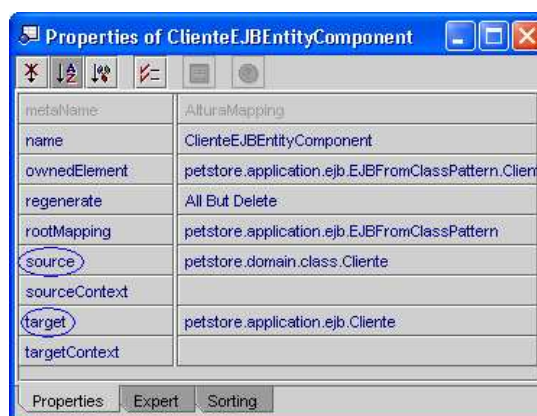 Properties of ClienteEJBEntityComponent
metaName AlturaMapping
name ClienteEJBEntityComponent
ownedElement petstore.application.ejb.EJBFromClassPattern.Clien
regenerate All But Delete
rootMapping petstore.application.ejb.EJBFromClassPattern
source petstore.domain.class.Cliente
sourceContext
target petstore.application.ejb.Cliente
targetContext
Properties Expert Sorting